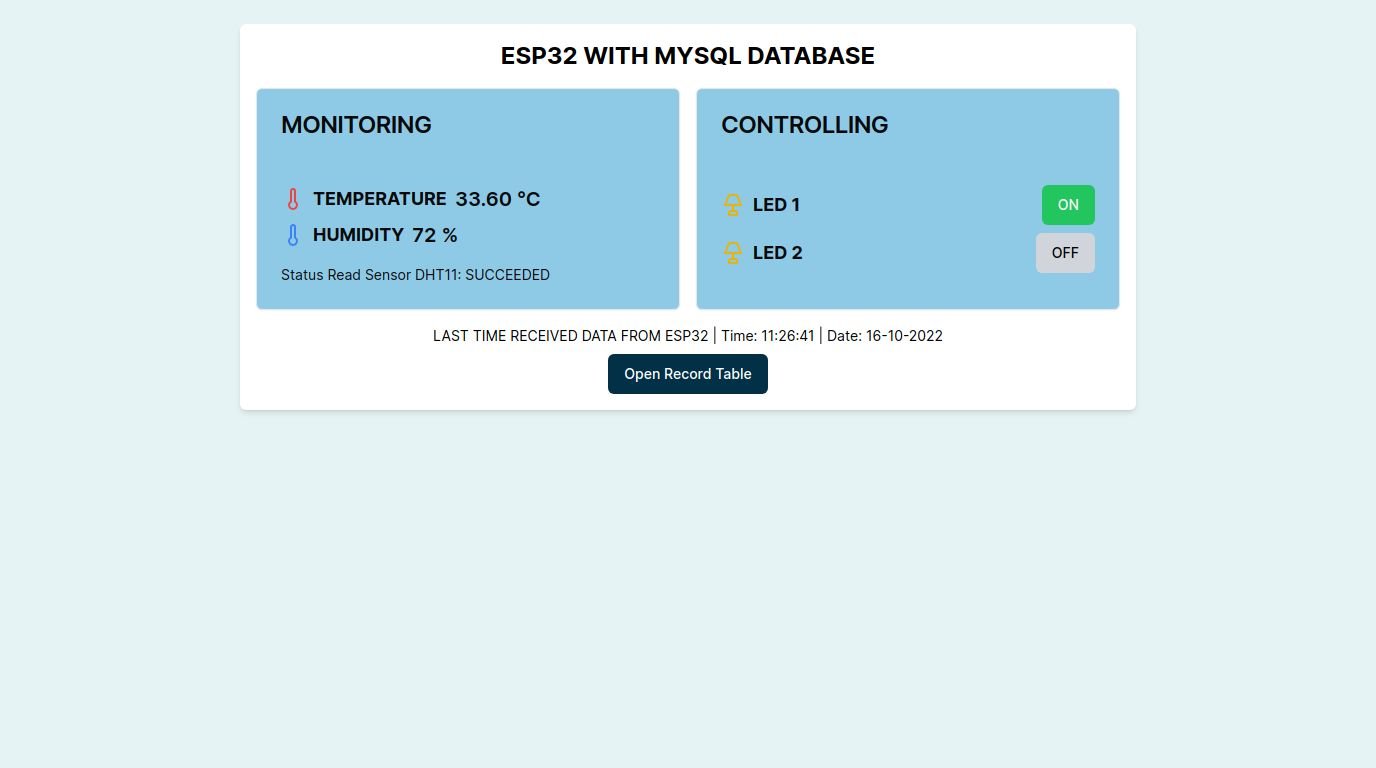 ESP32 WITH MYSQL DATABASE
MONITORING
TEMPERATURE 33.60 °C
HUMIDITY 72 %
Status Read Sensor DHT11: SUCCEEDED
CONTROLLING
LED 1 ON
LED 2 OFF
LAST TIME RECEIVED DATA FROM ESP32 | Time: 11:26:41 | Date: 16-10-2022
Open Record Table